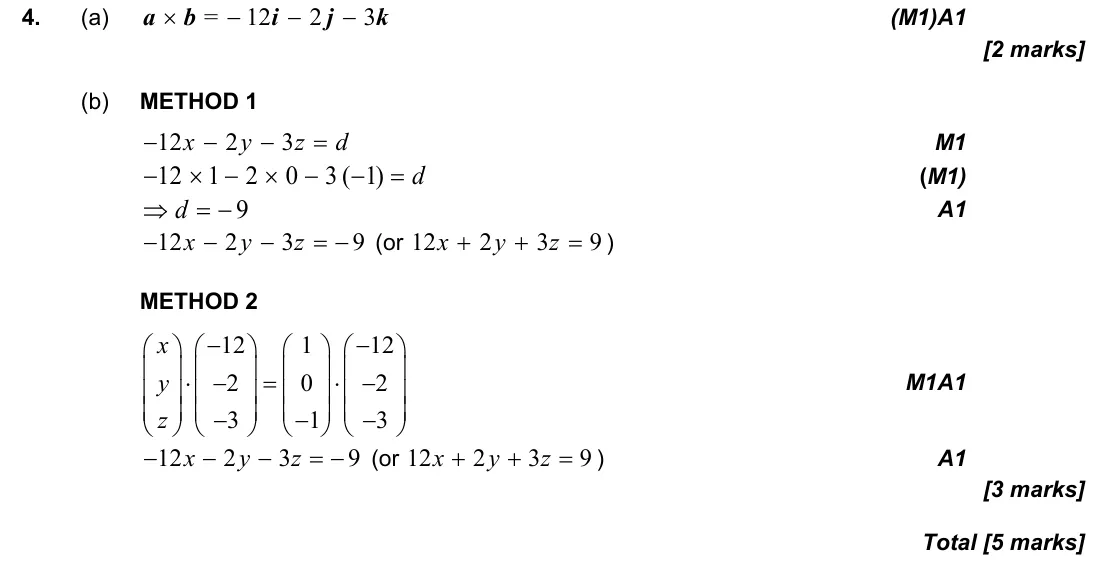 4. (a) a × b = − 12i − 2j − 3k (M1)A1
[2 marks]
(b) METHOD 1
−12x − 2y − 3z = d M1
−12 × 1 − 2 × 0 − 3 (−1) = d (M1)
⇒ d = − 9 A1
−12x − 2y − 3z = − 9 (or 12x + 2y + 3z = 9 )
METHOD 2
(x y z) · (−12 −2 −3) = (1 0 −1) · (−12 −2 −3) M1A1
−12x − 2y − 3z = − 9 (or 12x + 2y + 3z = 9 ) A1
[3 marks]
Total [5 marks]